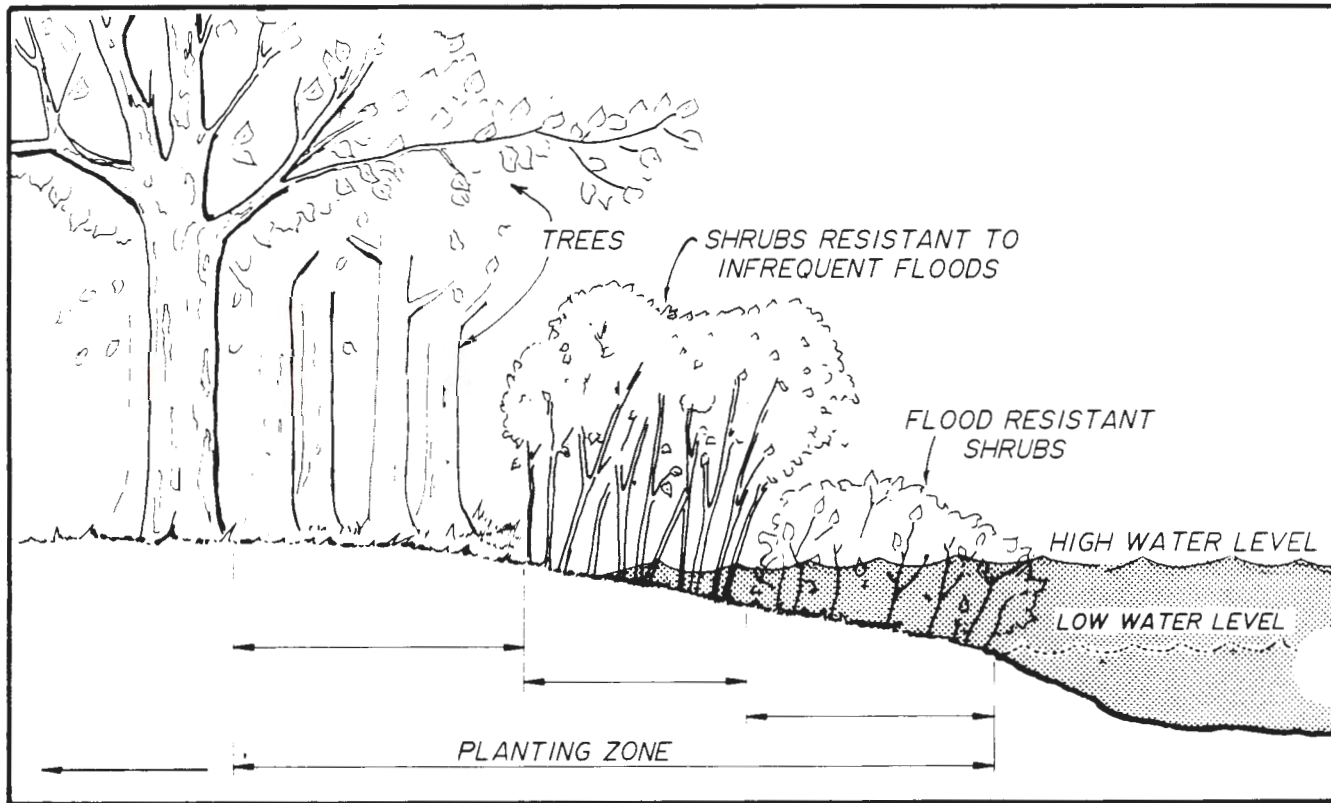 TREES
SHRUBS RESISTANT TO
INFREQUENT FLOODS
FLOOD RESISTANT
SHRUBS
HIGH WATER LEVEL
LOW WATER LEVEL
PLANTING ZONE